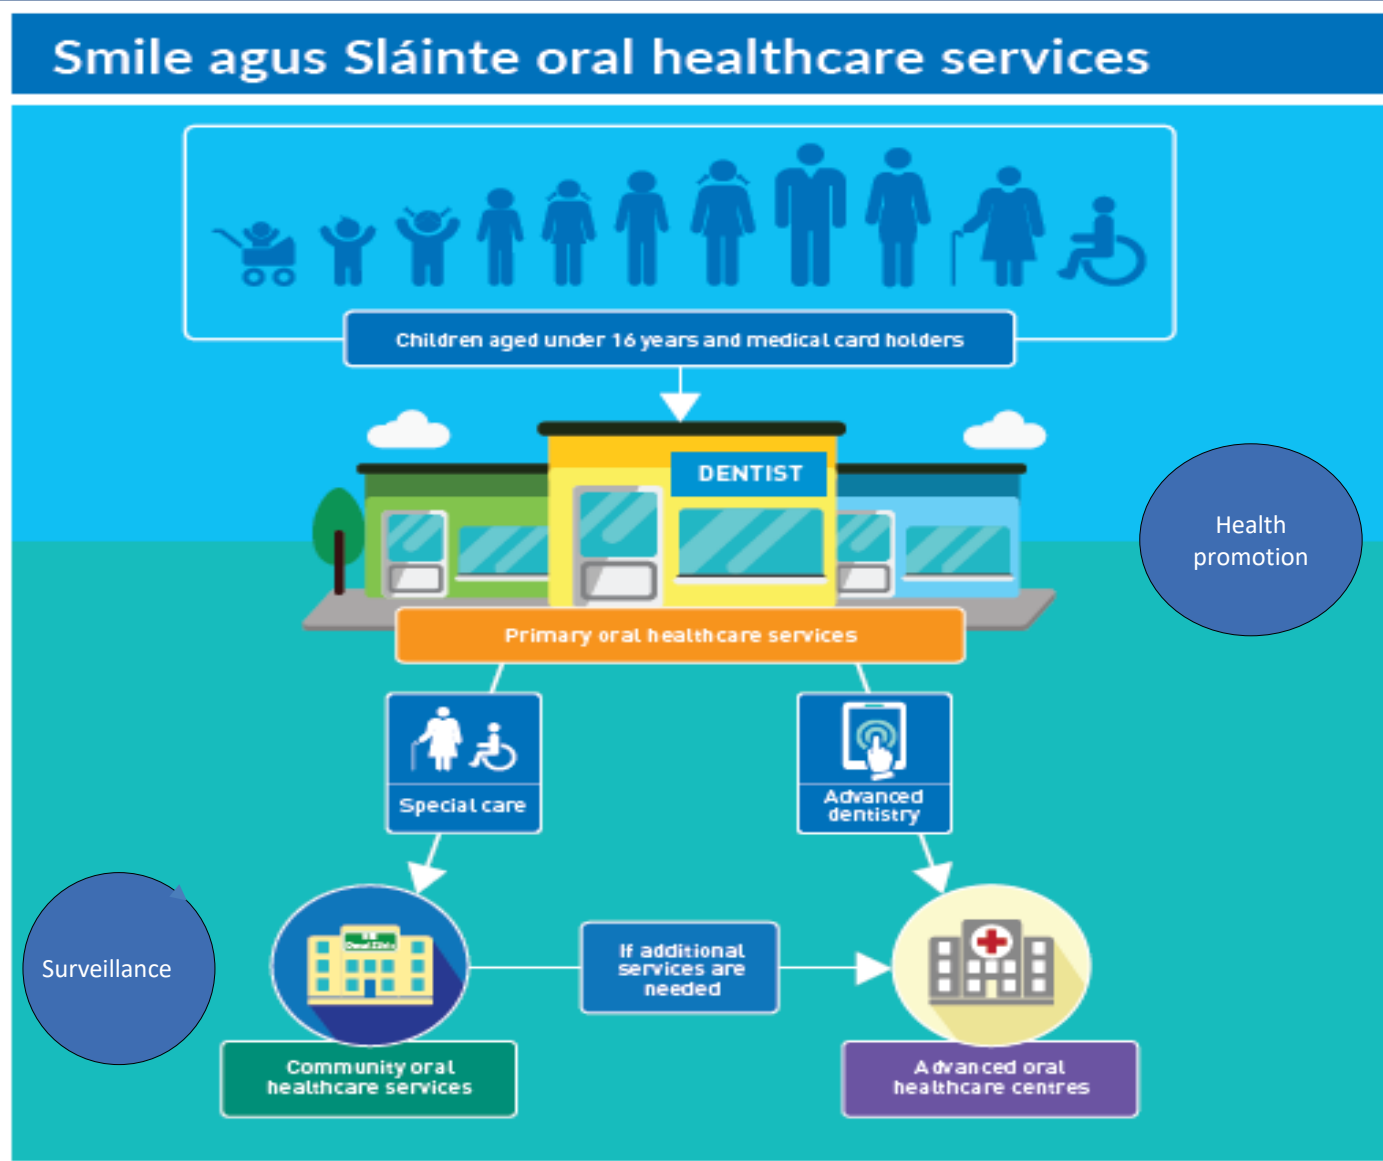 Smile agus Sláinte oral healthcare services
Children aged under 16 years and medical card holders
DENTIST
Health
promotion
Primary oral healthcare services
Special care
Advanced
dentistry
Surveillance
Dental Clinic
If additional
services are
needed
Community oral
healthcare services
Advanced oral
healthcare centres